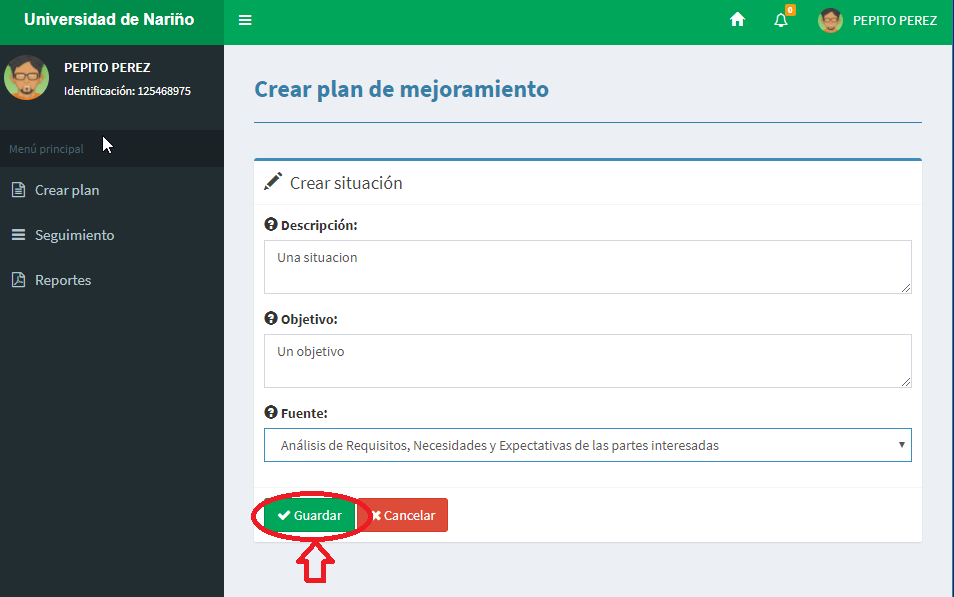 Universidad de Nariño
0
PEPITO PEREZ
PEPITO PEREZ
Identificación: 125468975
Menú principal
Crear plan
Seguimiento
Reportes
Crear plan de mejoramiento
Crear situación
Descripción:
Una situacion
Objetivo:
Un objetivo
Fuente:
Análisis de Requisitos, Necesidades y Expectativas de las partes interesadas
Guardar
Cancelar